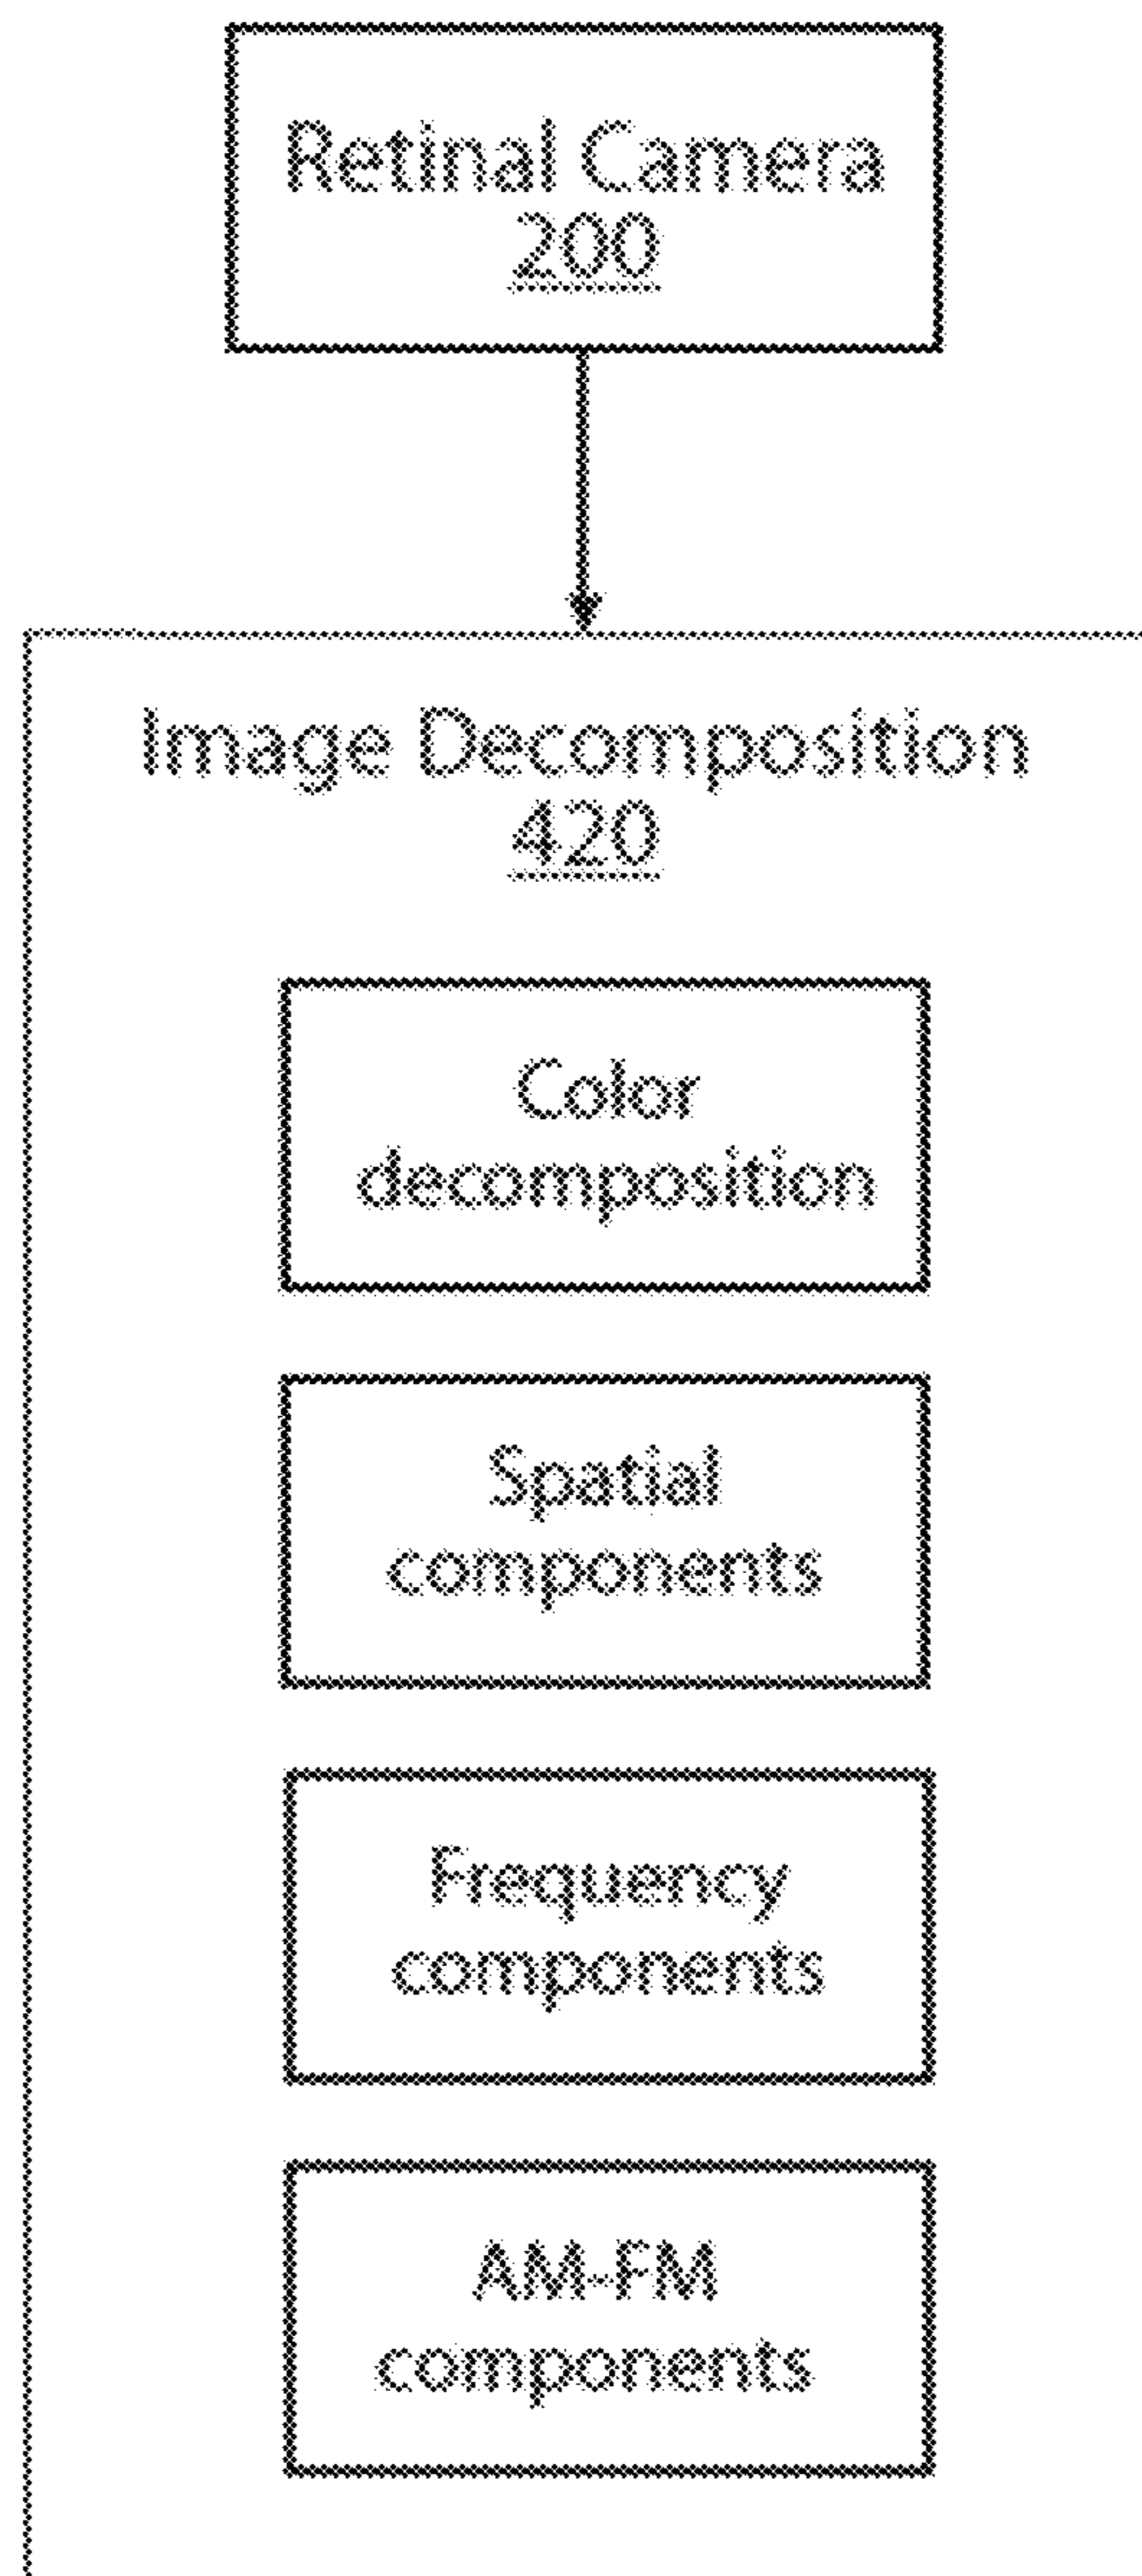 Retinal Camera
200
Image Decomposition
420
Color
decomposition
Spatial
components
Frequency
components
AM-FM
components